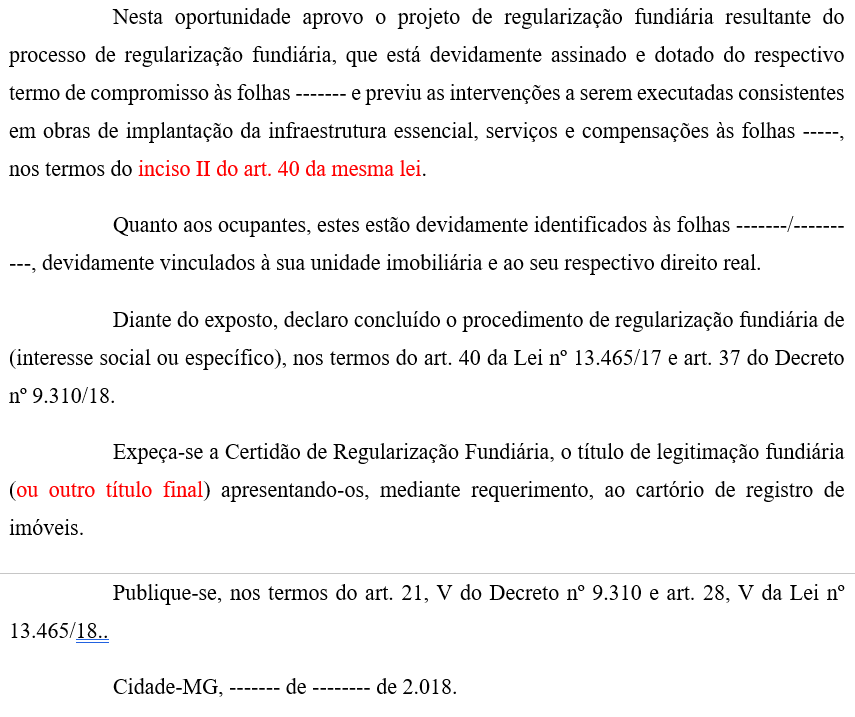 Nesta oportunidade aprovo o projeto de regularização fundiária resultante do
processo de regularização fundiária, que está devidamente assinado e dotado do respectivo
termo de compromisso às folhas ------- e previu as intervenções a serem executadas consistentes
em obras de implantação da infraestrutura essencial, serviços e compensações às folhas -----,
nos termos do inciso II do art. 40 da mesma lei.
Quanto aos ocupantes, estes estão devidamente identificados às folhas -------/-------
---, devidamente vinculados à sua unidade imobiliária e ao seu respectivo direito real.
Diante do exposto, declaro concluído o procedimento de regularização fundiária de
(interesse social ou específico), nos termos do art. 40 da Lei nº 13.465/17 e art. 37 do Decreto
nº 9.310/18.
Expeça-se a Certidão de Regularização Fundiária, o título de legitimação fundiária
(ou outro título final) apresentando-os, mediante requerimento, ao cartório de registro de
imóveis.
Publique-se, nos termos do art. 21, V do Decreto nº 9.310 e art. 28, V da Lei nº
13.465/18..
Cidade-MG, ------- de -------- de 2.018.